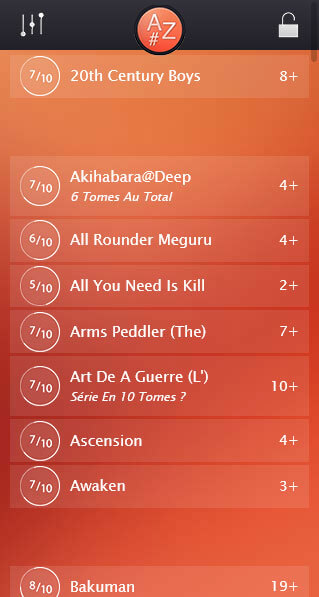 AZ
#
7/10 20th Century Boys 8+
7/10 Akihabara@Deep 4+
6 Tomes Au Total
6/10 All Rounder Meguru 4+
5/10 All You Need Is Kill 2+
7/10 Arms Peddler (The) 7+
7/10 Art De A Guerre (L') 10+
Série En 10 Tomes ?
7/10 Ascension 4+
7/10 Awaken 3+
8/10 Bakuman 19+